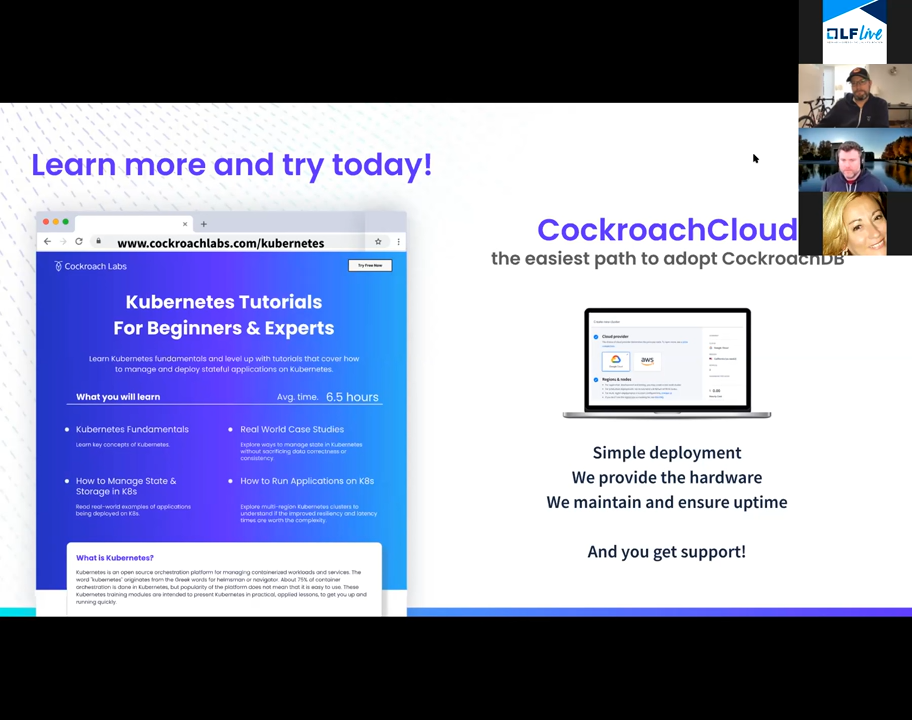 LF Live
Learn more and try today!
www.cockroachlabs.com/kubernetes
Cockroach Labs
Try Free Now
Kubernetes Tutorials
For Beginners & Experts
Learn Kubernetes fundamentals and level up with tutorials that cover how
to manage and deploy stateful applications on Kubernetes.
What you will learn
Avg. time. 6.5 hours
Kubernetes Fundamentals
Learn key concepts of Kubernetes.
Real World Case Studies
Explore ways to manage state in Kubernetes
without sacrificing data correctness or
consistency.
How to Manage State &
Storage in K8s
Read real-world examples of applications
being deployed on K8s.
How to Run Applications on K8s
Explore multi-region Kubernetes clusters to
understand if the improved resiliency and latency
times are worth the complexity.
What is Kubernetes?
Kubernetes is an open source orchestration platform for managing containerized workloads and services. The
word "kubernetes" originates from the Greek words for helmsman or navigator. About 75% of container
orchestration is done in Kubernetes, but popularity of the platform does not mean that it is easy to use. These
Kubernetes training modules are intended to present Kubernetes in practical, applied lessons, to get you up and
running quickly.
CockroachCloud
the easiest path to adopt CockroachDB
Cloud provider
aws
Regions & nodes
Simple deployment
We provide the hardware
We maintain and ensure uptime
And you get support!